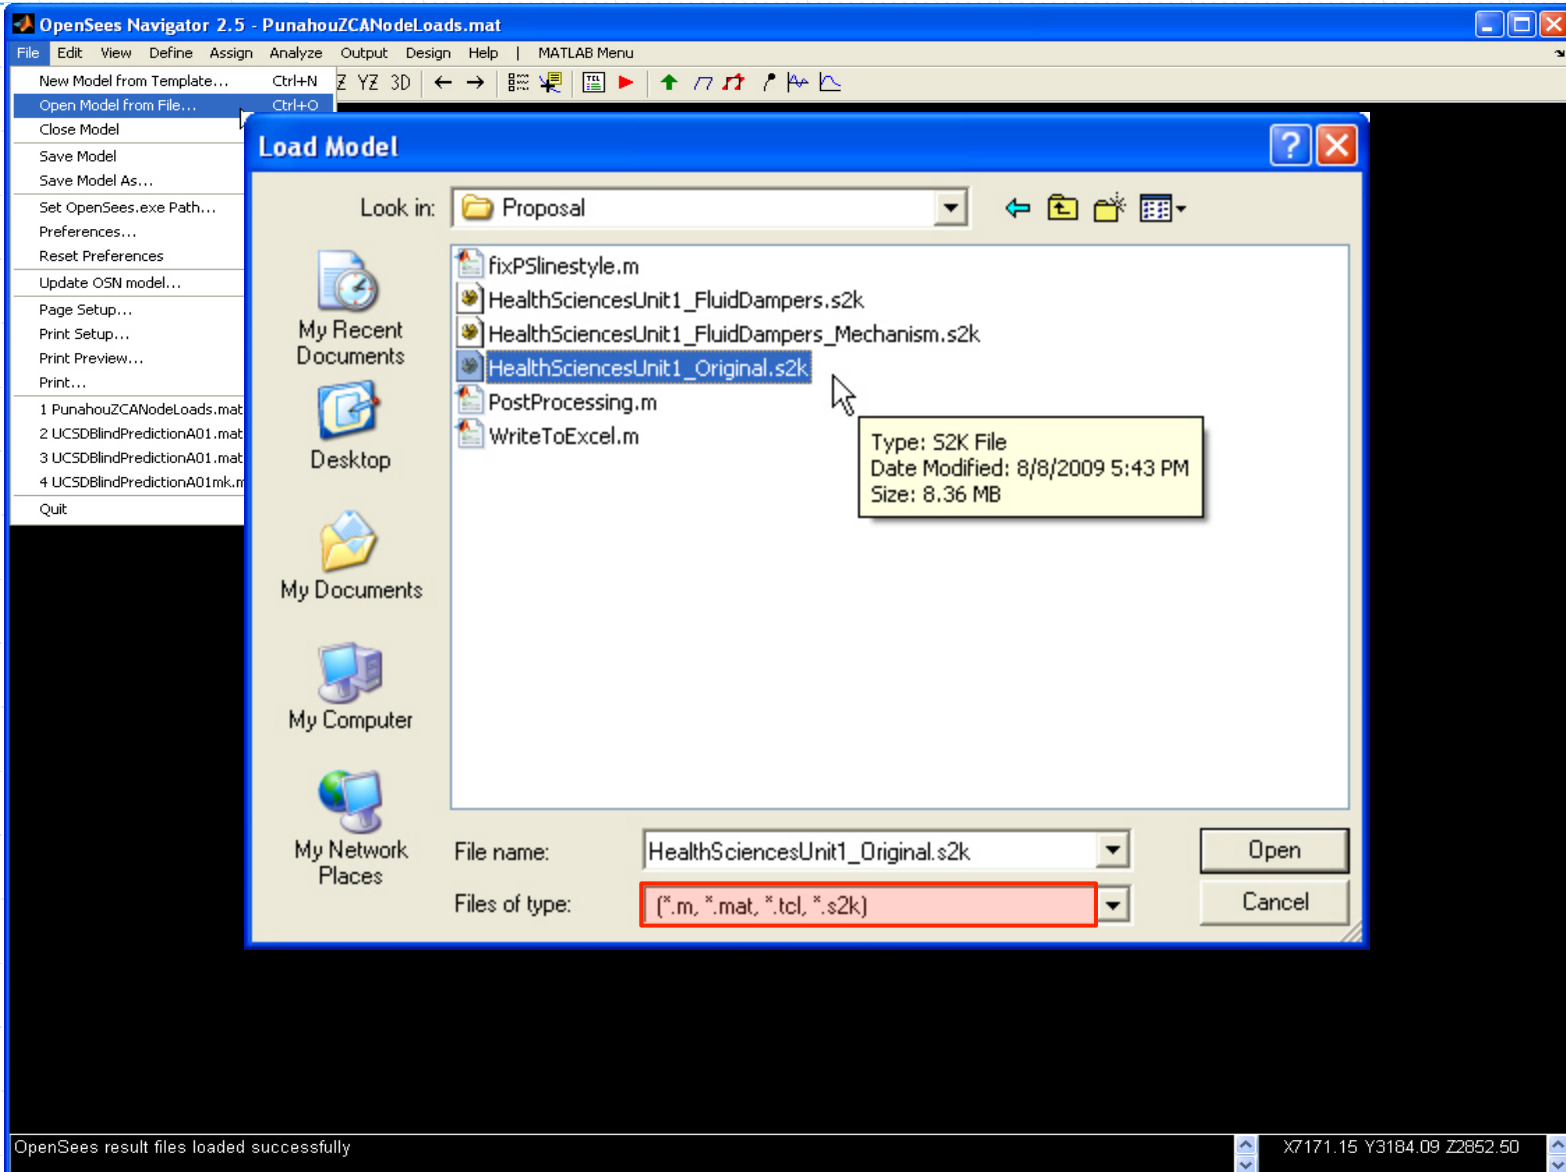 OpenSees Navigator 2.5 - PunahouZCANodeLoads.mat
File Edit View Define Assign Analyze Output Design Help | MATLAB Menu
New Model from Template... Ctrl+N
YZ 3D
TCL
Open Model from File... Ctrl+O
Close Model
Save Model
Save Model As...
Set OpenSees.exe Path...
Preferences...
Reset Preferences
Update OSN model...
Page Setup...
Print Setup...
Print Preview...
Print...
1 PunahouZCANodeLoads.mat
2 UCSDBlindPredictionA01.mat
3 UCSDBlindPredictionA01.mat
4 UCSDBlindPredictionA01mk.m
Quit
Load Model
Look in: Proposal
My Recent
Documents
Desktop
My Documents
My Computer
My Network
Places
fixPSlinestyle.m
HealthSciencesUnit1_FluidDampers.s2k
HealthSciencesUnit1_FluidDampers_Mechanism.s2k
HealthSciencesUnit1_Original.s2k
PostProcessing.m
WriteToExcel.m
Type: S2K File
Date Modified: 8/8/2009 5:43 PM
Size: 8.36 MB
File name: HealthSciencesUnit1_Original.s2k Open
Files of type: (*.m, *.mat, *.tcl, *.s2k) Cancel
OpenSees result files loaded successfully X7171.15 Y3184.09 Z2852.50